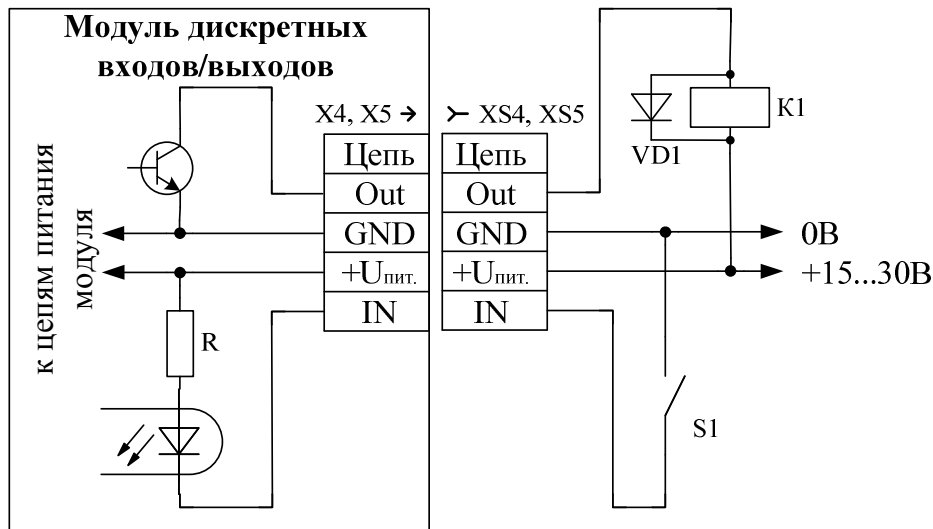 Модуль дискретных
входов/выходов
X4, X5
XS4, XS5
К1
VD1
Цепь
Out
GND
+Uпит.
IN
Цепь
Out
GND
+Uпит.
IN
0В
+15...30В
к цепям питания
модуля
R
S1